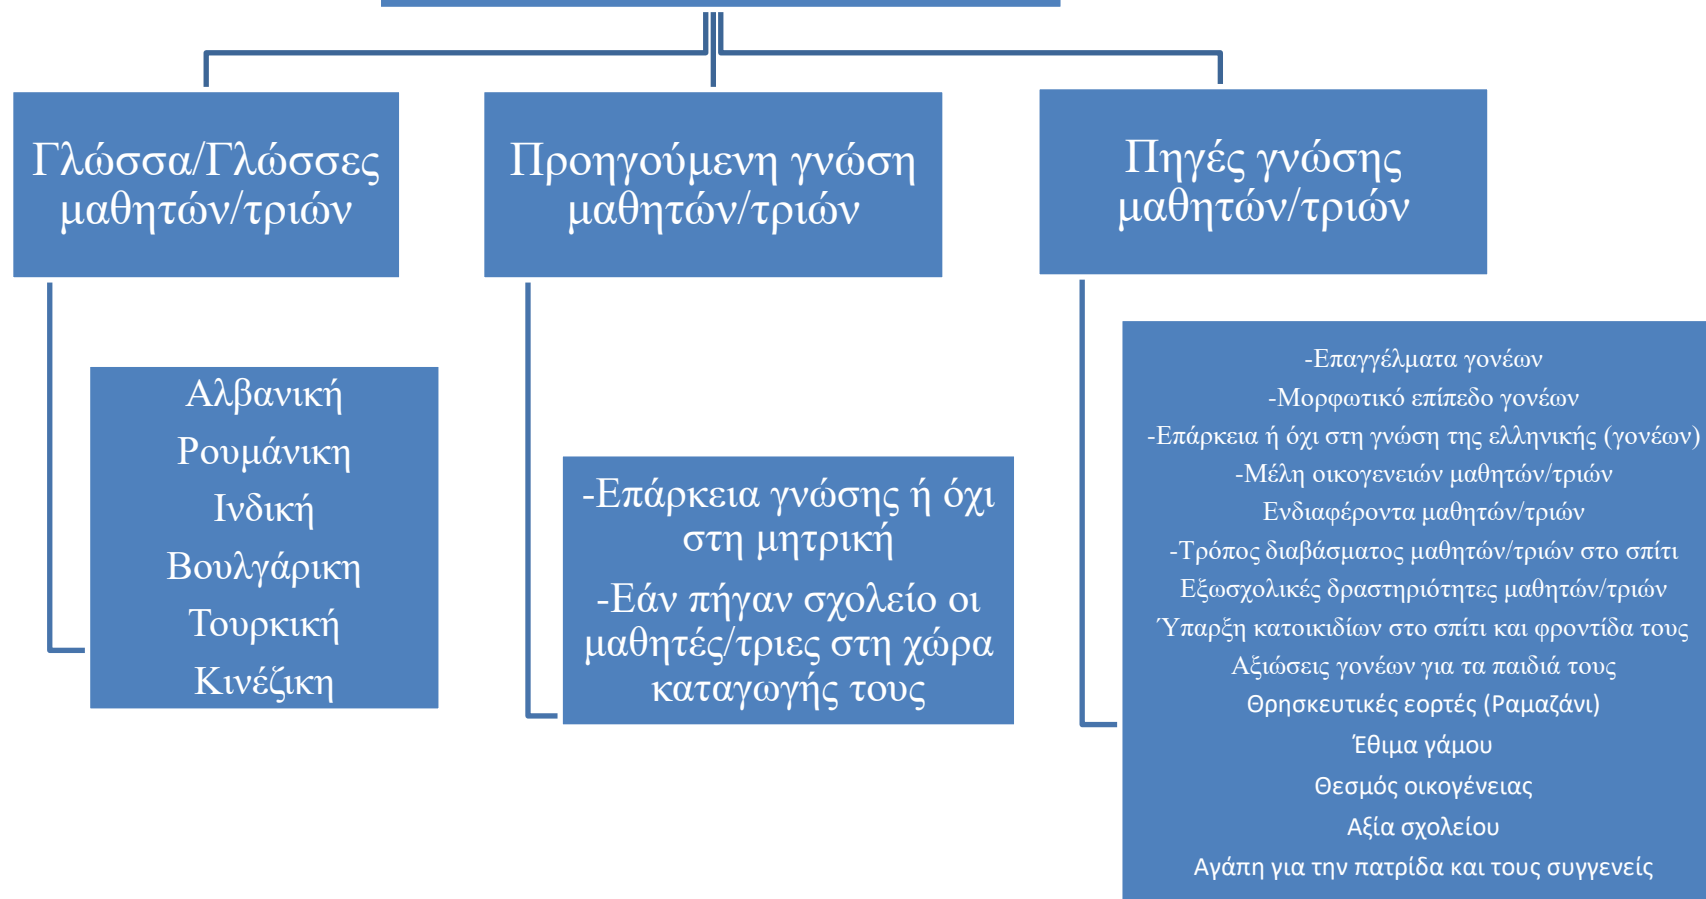 Γλώσσα/Γλώσσες
μαθητών/τριών
Προηγούμενη γνώση
μαθητών/τριών
Πηγές γνώσης
μαθητών/τριών
Αλβανική
Ρουμάνικη
Ινδική
Βουλγάρικη
Τουρκική
Κινέζικη
-Επάρκεια γνώσης ή όχι
στη μητρική
-Εάν πήγαν σχολείο οι
μαθητές/τριες στη χώρα
καταγωγής τους
-Επαγγέλματα γονέων
-Μορφωτικό επίπεδο γονέων
-Επάρκεια ή όχι στη γνώση της ελληνικής (γονέων)
-Μέλη οικογενειών μαθητών/τριών
Ενδιαφέροντα μαθητών/τριών
-Τρόπος διαβάσματος μαθητών/τριών στο σπίτι
Εξωσχολικές δραστηριότητες μαθητών/τριών
Ύπαρξη κατοικιδίων στο σπίτι και φροντίδα τους
Αξιώσεις γονέων για τα παιδιά τους
Θρησκευτικές εορτές (Ραμαζάνι)
Έθιμα γάμου
Θεσμός οικογένειας
Αξία σχολείου
Αγάπη για την πατρίδα και τους συγγενείς